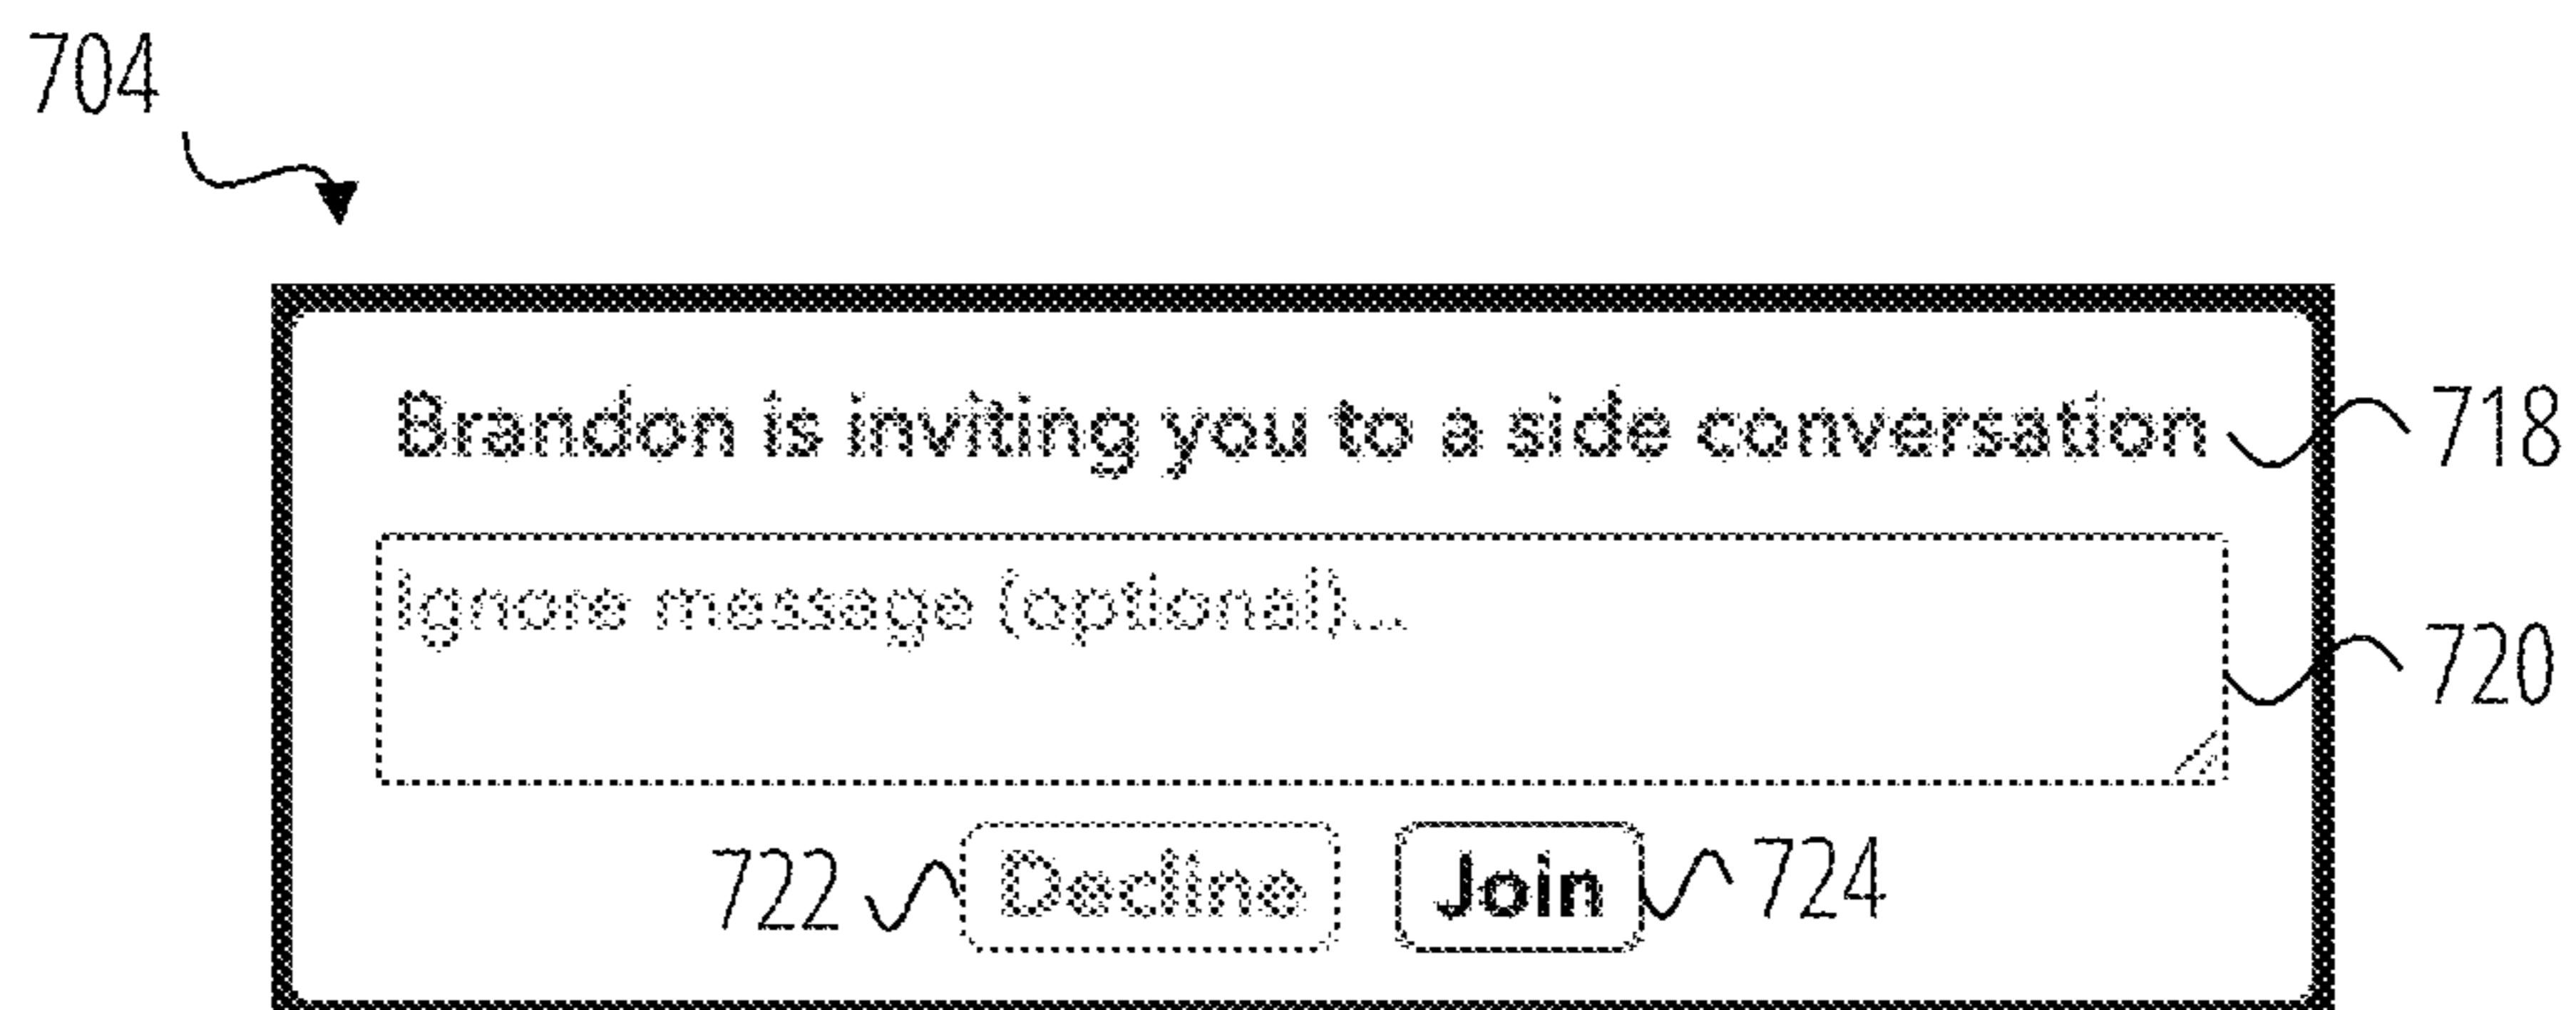 704
Brandon is inviting you to a side conversation 718
Ignore message (optional)...
720
722 Decline Join 724